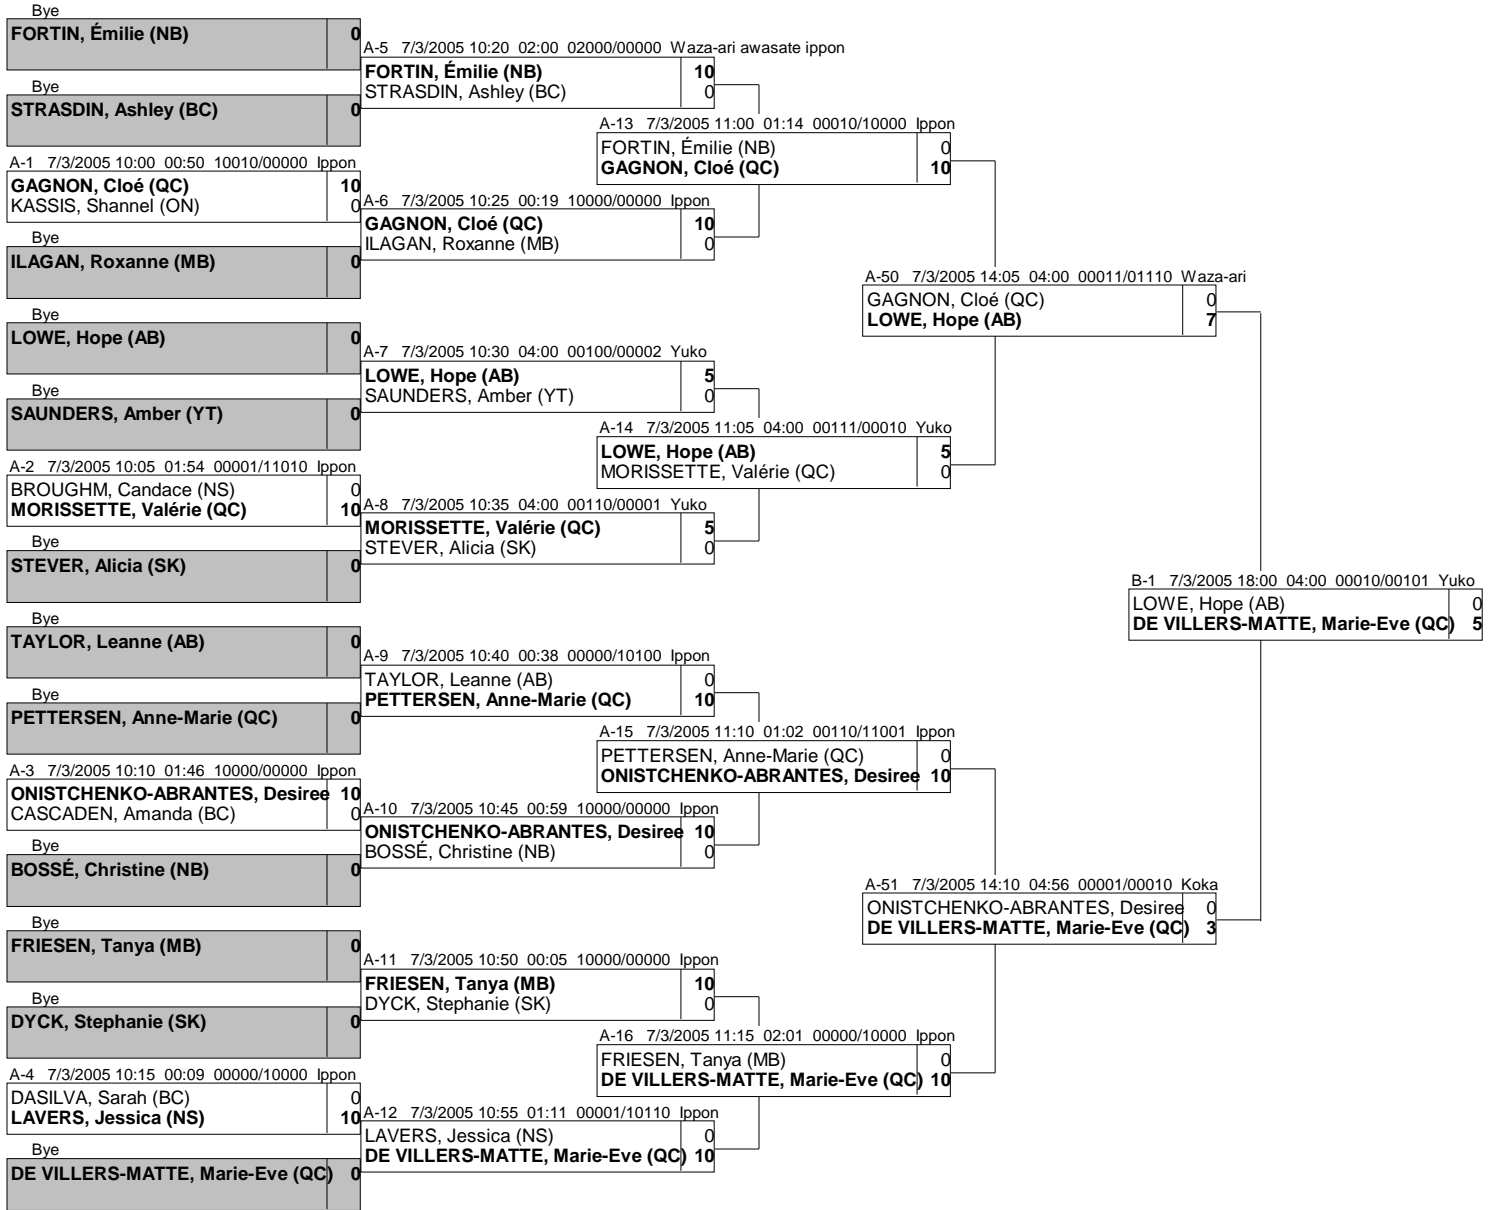 Bye
FORTIN, Émilie (NB) 0
Bye
STRASDIN, Ashley (BC) 0
A-1 7/3/2005 10:00 00:50 10010/00000 Ippon
GAGNON, Cloé (QC) 10
KASSIS, Shannel (ON) 0
Bye
ILAGAN, Roxanne (MB) 0
Bye
LOWE, Hope (AB) 0
Bye
SAUNDERS, Amber (YT) 0
A-2 7/3/2005 10:05 01:54 00001/11010 Ippon
BROUGHM, Candace (NS) 0
MORISSETTE, Valérie (QC) 10
Bye
STEVER, Alicia (SK) 0
Bye
TAYLOR, Leanne (AB) 0
Bye
PETTERSEN, Anne-Marie (QC) 0
A-3 7/3/2005 10:10 01:46 10000/00000 Ippon
ONISTCHENKO-ABRANTES, Desiree 10
CASCADEN, Amanda (BC) 0
Bye
BOSSÉ, Christine (NB) 0
Bye
FRIESEN, Tanya (MB) 0
Bye
DYCK, Stephanie (SK) 0
A-4 7/3/2005 10:15 00:09 00000/10000 Ippon
DASILVA, Sarah (BC) 0
LAVERS, Jessica (NS) 10
Bye
DE VILLERS-MATTE, Marie-Eve (QC) 0
A-5 7/3/2005 10:20 02:00 02000/00000 Waza-ari awasate ippon
FORTIN, Émilie (NB) 10
STRASDIN, Ashley (BC) 0
A-6 7/3/2005 10:25 00:19 10000/00000 Ippon
GAGNON, Cloé (QC) 10
ILAGAN, Roxanne (MB) 0
A-7 7/3/2005 10:30 04:00 00100/00002 Yuko
LOWE, Hope (AB) 5
SAUNDERS, Amber (YT) 0
A-8 7/3/2005 10:35 04:00 00110/00001 Yuko
MORISSETTE, Valérie (QC) 5
STEVER, Alicia (SK) 0
A-9 7/3/2005 10:40 00:38 00000/10100 Ippon
TAYLOR, Leanne (AB) 0
PETTERSEN, Anne-Marie (QC) 10
A-10 7/3/2005 10:45 00:59 10000/00000 Ippon
ONISTCHENKO-ABRANTES, Desiree 10
BOSSÉ, Christine (NB) 0
A-11 7/3/2005 10:50 00:05 10000/00000 Ippon
FRIESEN, Tanya (MB) 10
DYCK, Stephanie (SK) 0
A-12 7/3/2005 10:55 01:11 00001/10110 Ippon
LAVERS, Jessica (NS) 0
DE VILLERS-MATTE, Marie-Eve (QC) 10
A-13 7/3/2005 11:00 01:14 00010/10000 Ippon
FORTIN, Émilie (NB) 0
GAGNON, Cloé (QC) 10
A-14 7/3/2005 11:05 04:00 00111/00010 Yuko
LOWE, Hope (AB) 5
MORISSETTE, Valérie (QC) 0
A-15 7/3/2005 11:10 01:02 00110/11001 Ippon
PETTERSEN, Anne-Marie (QC) 0
ONISTCHENKO-ABRANTES, Desiree 10
A-16 7/3/2005 11:15 02:01 00000/10000 Ippon
FRIESEN, Tanya (MB) 0
DE VILLERS-MATTE, Marie-Eve (QC) 10
A-50 7/3/2005 14:05 04:00 00011/01110 Waza-ari
GAGNON, Cloé (QC) 0
LOWE, Hope (AB) 7
A-51 7/3/2005 14:10 04:56 00001/00010 Koka
ONISTCHENKO-ABRANTES, Desiree 0
DE VILLERS-MATTE, Marie-Eve (QC) 3
B-1 7/3/2005 18:00 04:00 00010/00101 Yuko
LOWE, Hope (AB) 0
DE VILLERS-MATTE, Marie-Eve (QC) 5